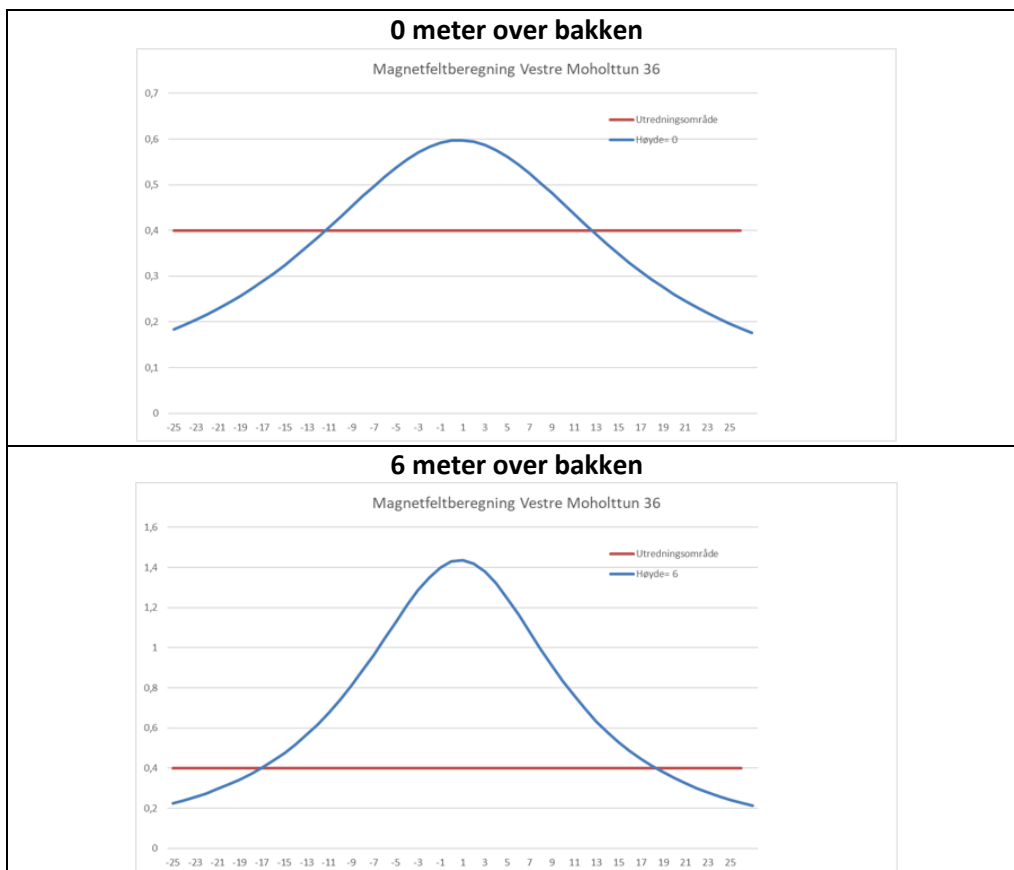 0 meter over bakken
Magnetfeltberegning Vestre Moholttun 36
0,7
Utredningsområde
0,6
Høyde= 0
0,5
0,4
0,3
0,2
0,1
0
-25 -23 -21 -19 -17 -15 -13 -11 -9 -7 -5 -3 -1 1 3 5 7 9 11 13 15 17 19 21 23 25
6 meter over bakken
Magnetfeltberegning Vestre Moholttun 36
1,6
Utredningsområde
1,4
Høyde= 6
1,2
1
0,8
0,6
0,4
0,2
0
-25 -23 -21 -19 -17 -15 -13 -11 -9 -7 -5 -3 -1 1 3 5 7 9 11 13 15 17 19 21 23 25